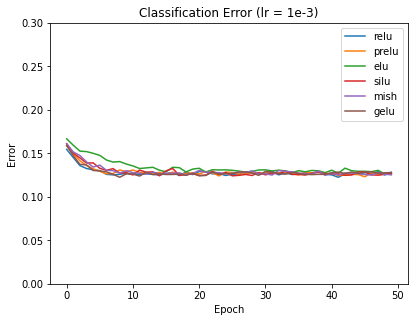 Classification Error (lr = 1e-3)
0.30
0.25
0.20
0.15
0.10
0.05
0.00
Error
0
10
20
30
40
50
Epoch
relu
prelu
elu
silu
mish
gelu